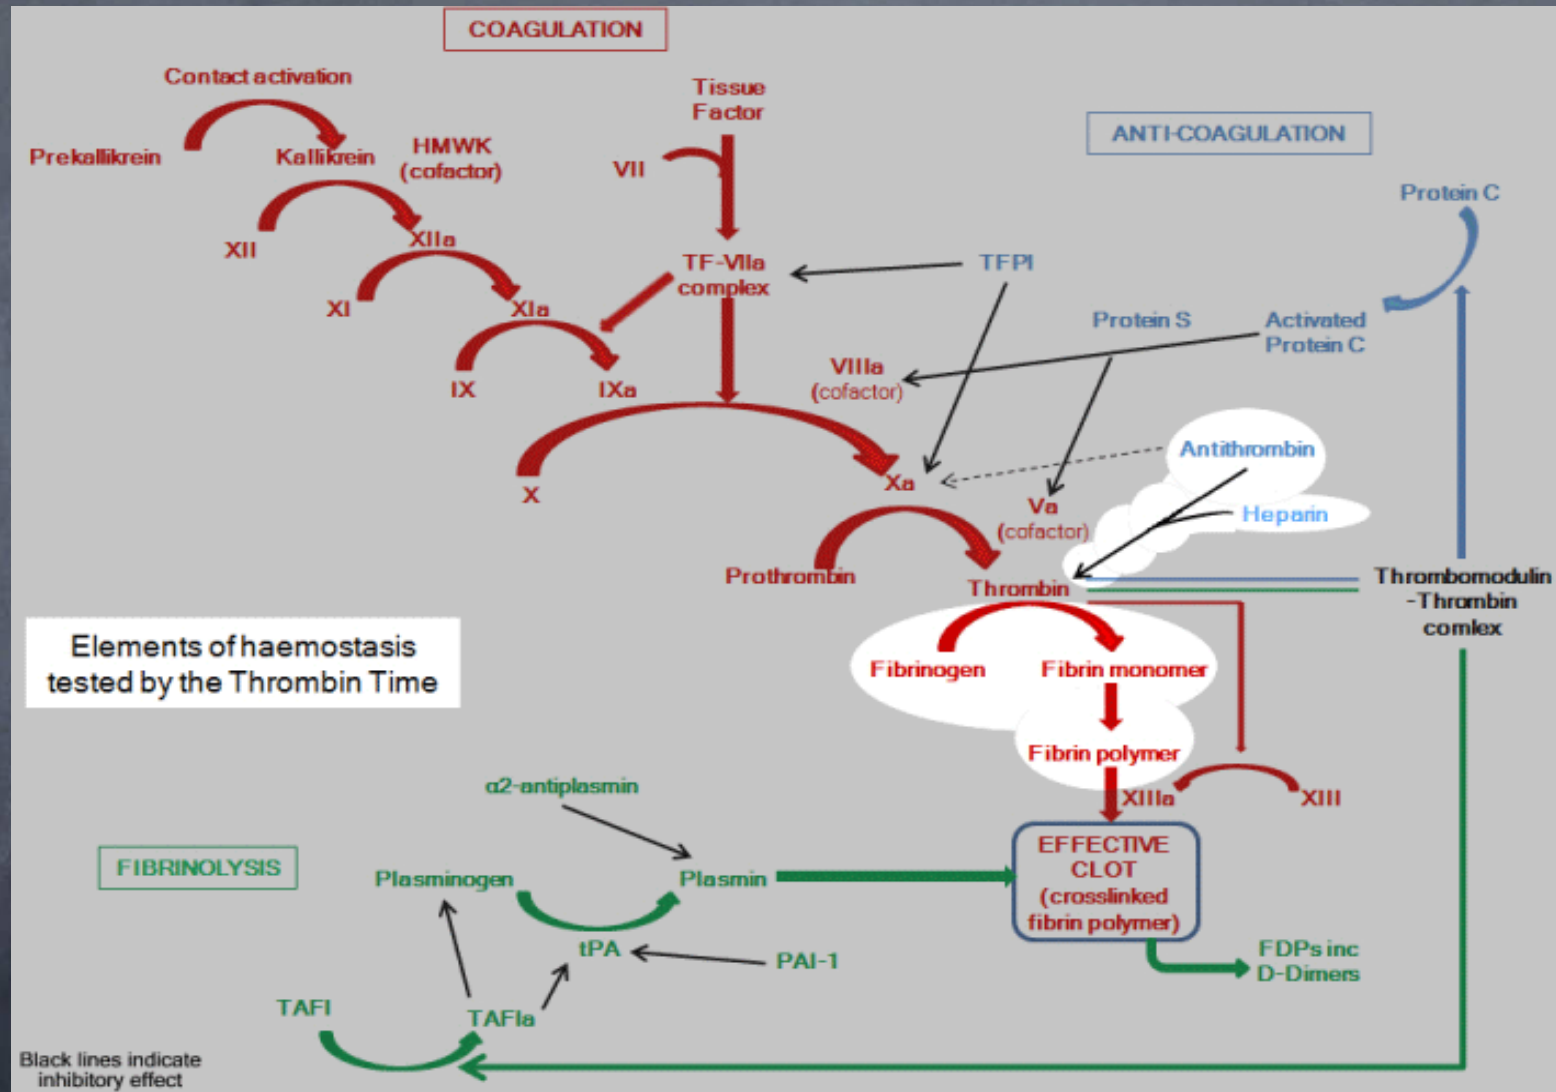 COAGULATION
Contact activation
Tissue
Factor
ANTI-COAGULATION
Prekallikrein
Kallikrein
HMWK
(cofactor)
VII
Protein C
XII
XIIa
TF-VIIa
complex
TFPI
XI
XIa
Protein S
Activated
Protein C
IX
IXa
VIIIa
(cofactor)
Antithrombin
X
Xa
Va
(cofactor)
Heparin
Prothrombin
Thrombin
Thrombomodulin
-Thrombin
comlex
Elements of haemostasis
tested by the Thrombin Time
Fibrinogen
Fibrin monomer
Fibrin polymer
XIIIa
XIII
α2-antiplasmin
EFFECTIVE
CLOT
(crosslinked
fibrin polymer)
FIBRINOLYSIS
Plasminogen
Plasmin
tPA
PAI-1
FDPs inc
D-Dimers
TAFI
TAFIa
Black lines indicate
inhibitory effect